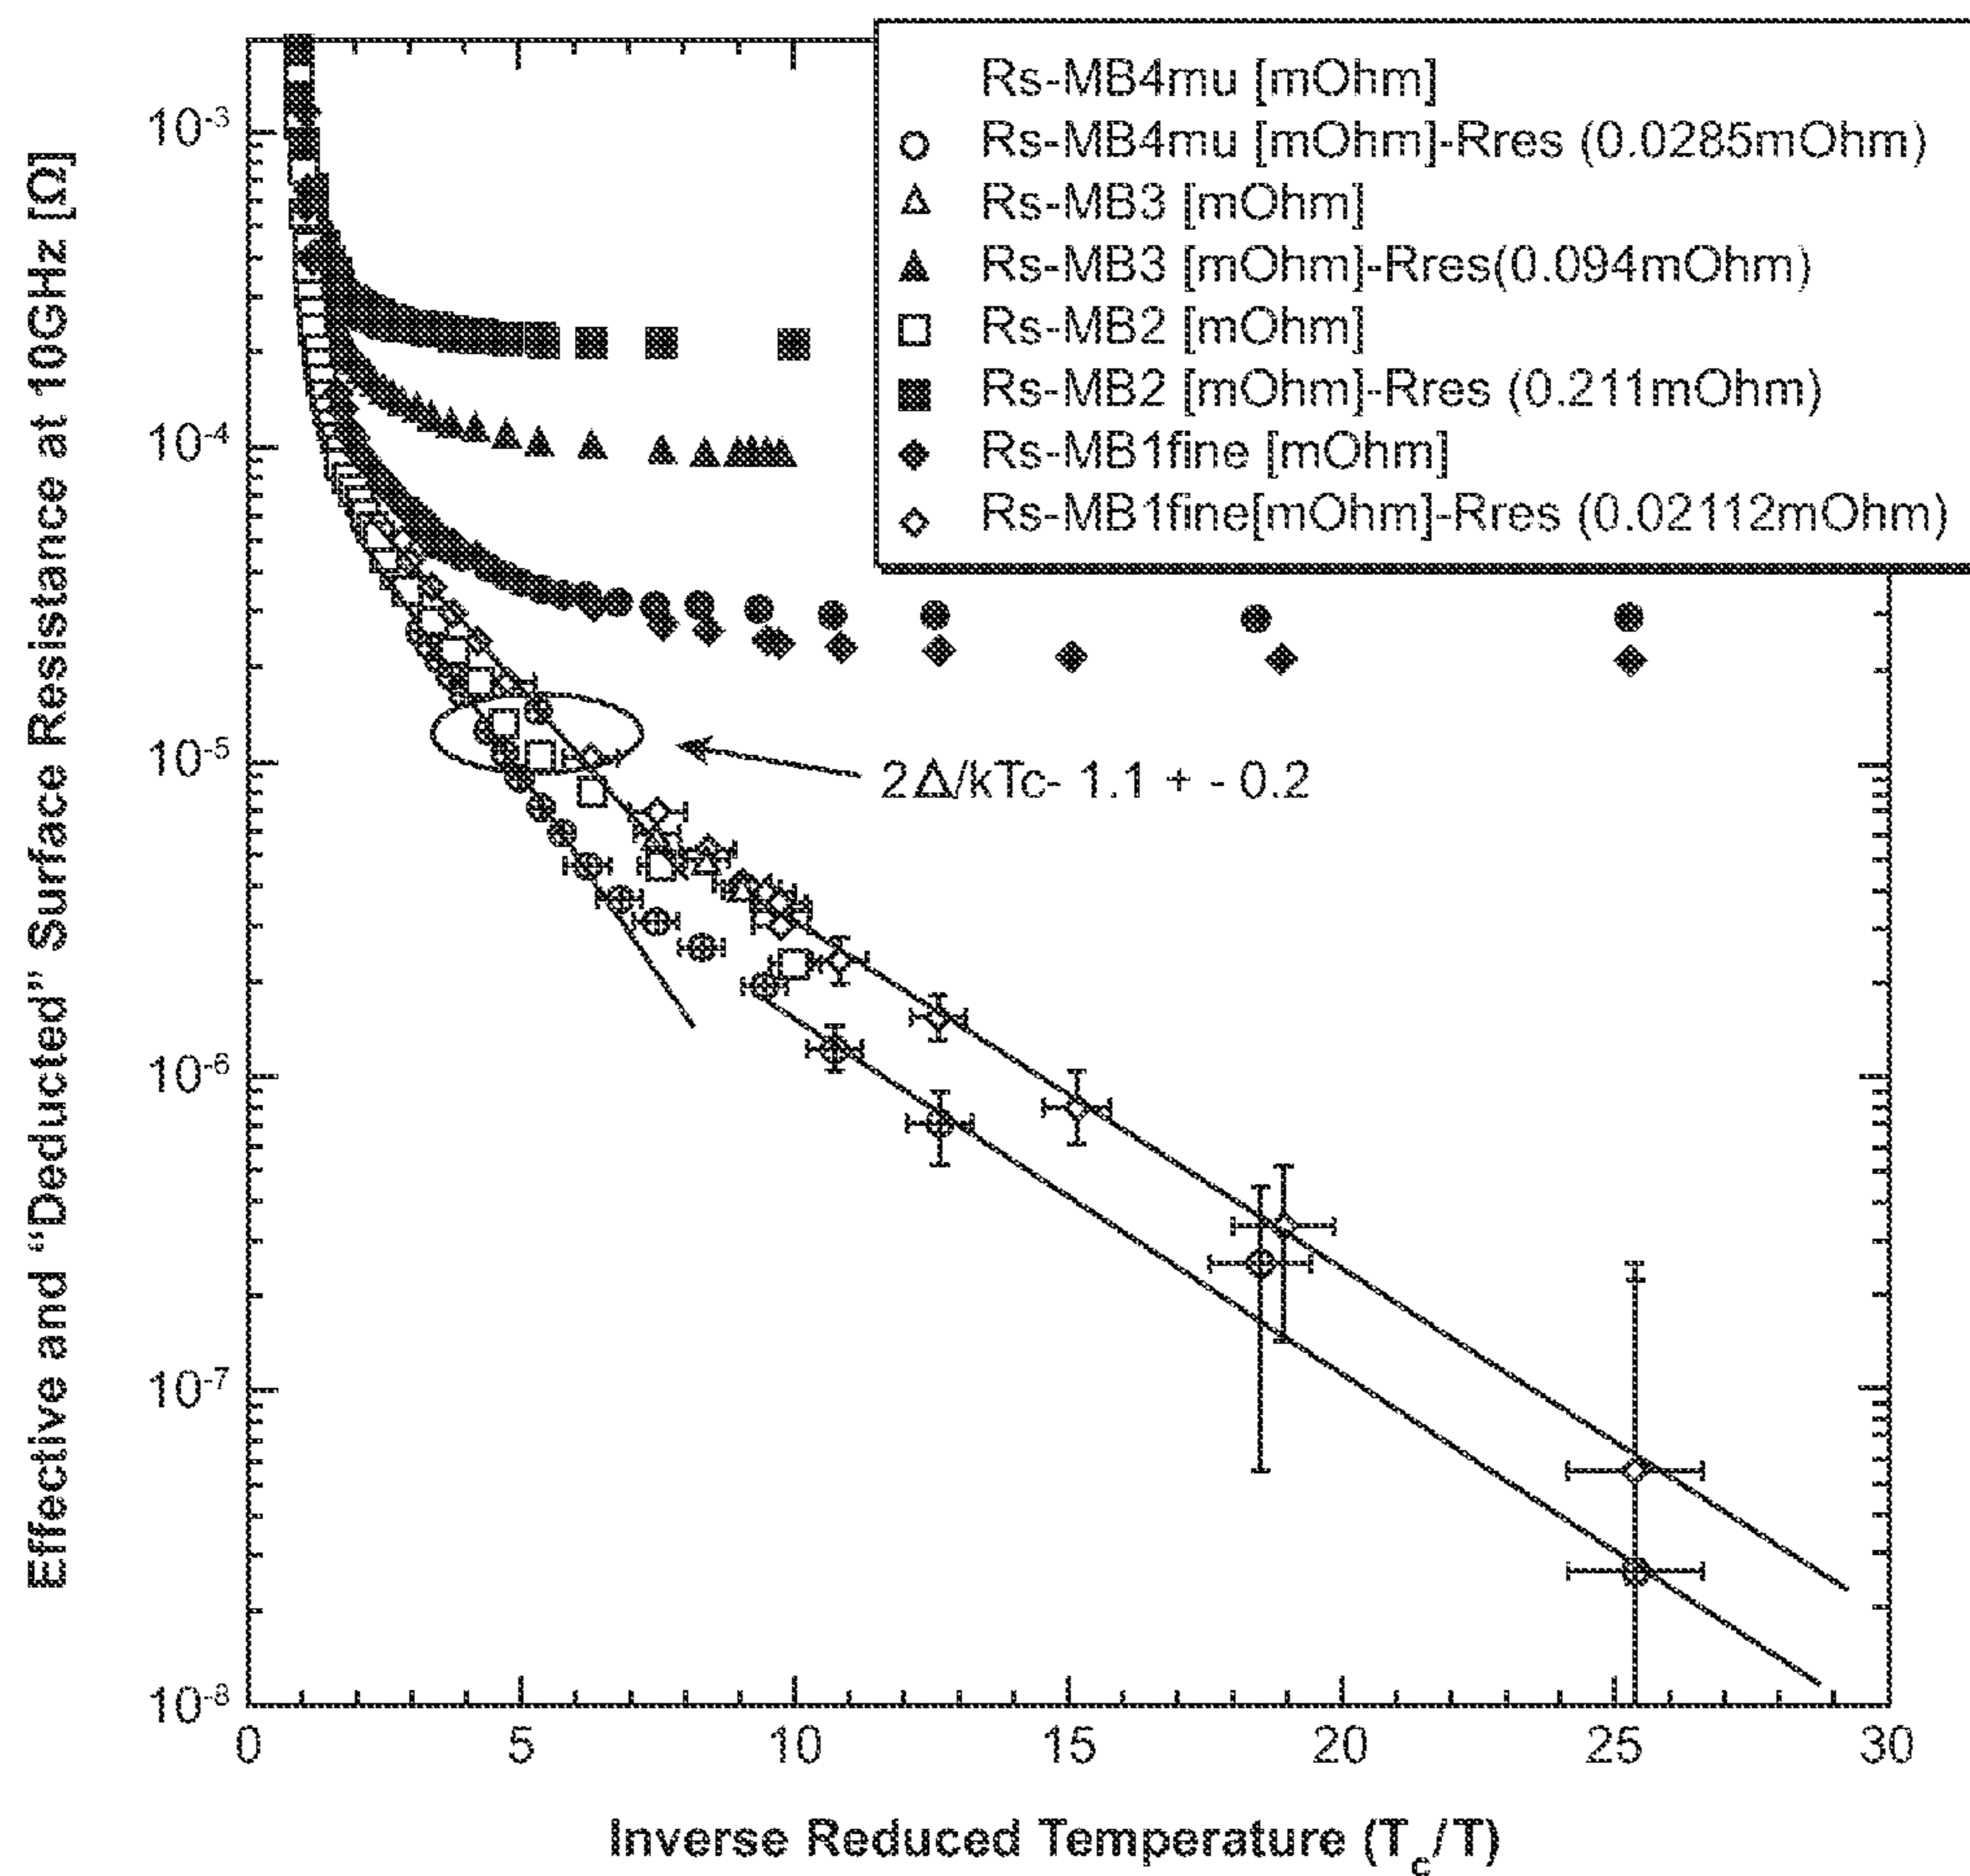 Effective and “Deducted” Surface Resistance at 10GHz [Ω]
10-3
10-4
10-5
10-6
10-7
10-8
Rs-MB4mu [mOhm]
Rs-MB4mu [mOhm]-Rres (0.0285mOhm)
Rs-MB3 [mOhm]
Rs-MB3 [mOhm]-Rres(0.094mOhm)
Rs-MB2 [mOhm]
Rs-MB2 [mOhm]-Rres (0.211mOhm)
Rs-MB1fine [mOhm]
Rs-MB1fine[mOhm]-Rres (0.02112mOhm)
2Δ/kTc- 1.1 + - 0.2
0 5 10 15 20 25 30
Inverse Reduced Temperature (Tc/T)